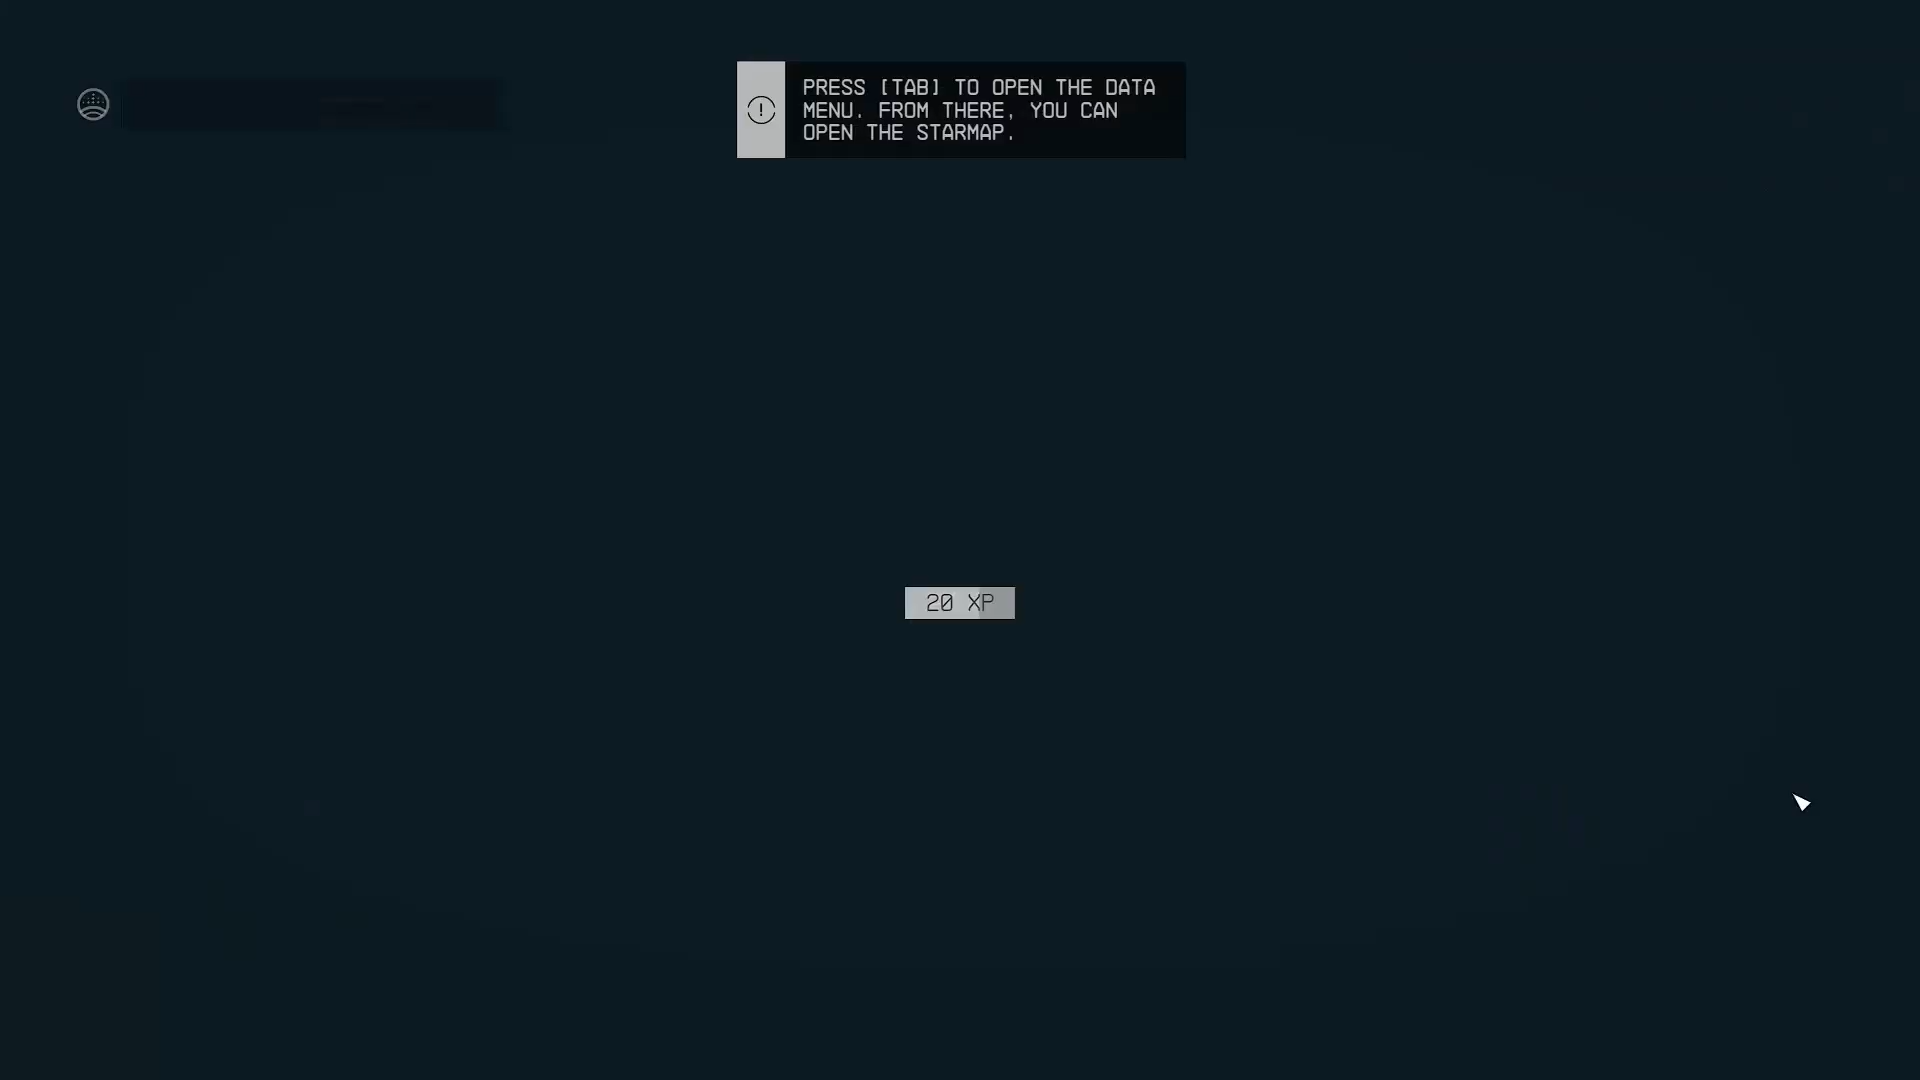 PRESS [TAB] TO OPEN THE DATA
MENU. FROM THERE, YOU CAN
OPEN THE STARMAP.
20 XP